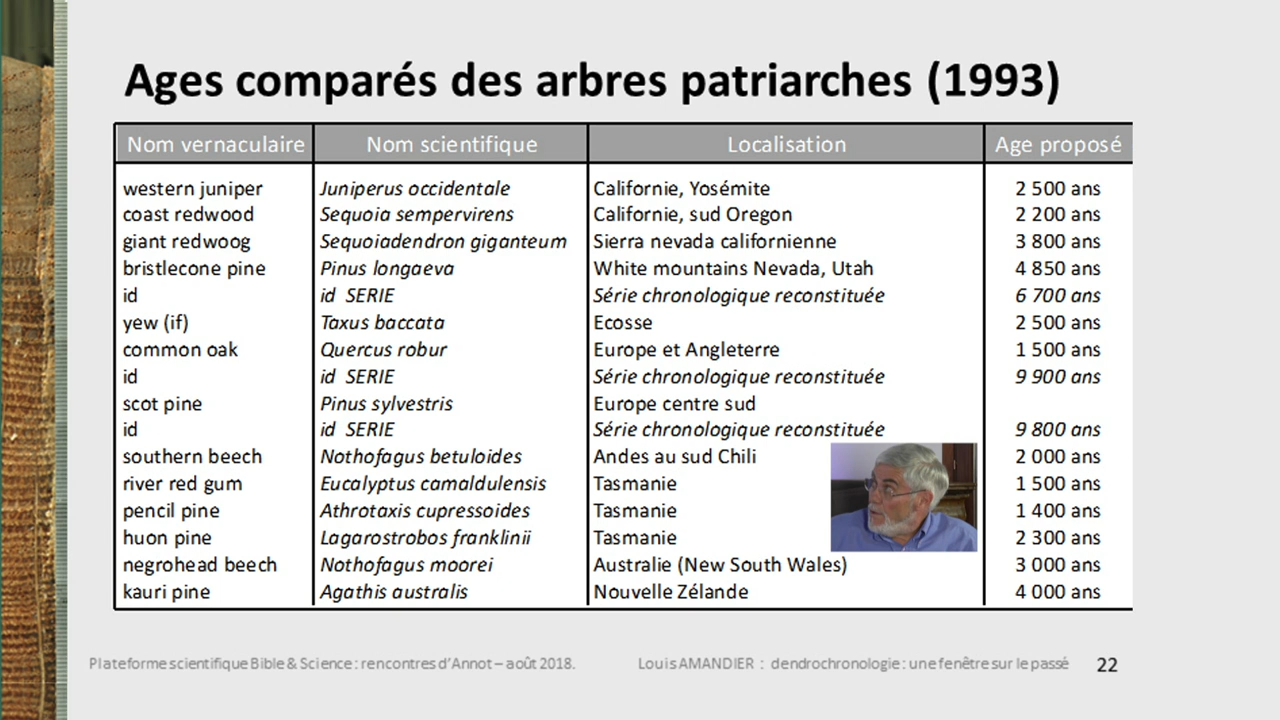 Ages comparés des arbres patriarches (1993)
Nom vernaculaire Nom scientifique Localisation Age proposé
western juniper Juniperus occidentale Californie, Yosémite 2 500 ans
coast redwood Sequoia sempervirens Californie, sud Oregon 2 200 ans
giant redwoog Sequoiadendron giganteum Sierra nevada californienne 3 800 ans
bristlecone pine Pinus longaeva White mountains Nevada, Utah 4 850 ans
id id SERIE Série chronologique reconstituée 6 700 ans
yew (if) Taxus baccata Ecosse 2 500 ans
common oak Quercus robur Europe et Angleterre 1 500 ans
id id SERIE Série chronologique reconstituée 9 900 ans
scot pine Pinus sylvestris Europe centre sud
id id SERIE Série chronologique reconstituée 9 800 ans
southern beech Nothofagus betuloides Andes au sud Chili 2 000 ans
river red gum Eucalyptus camaldulensis Tasmanie 1 500 ans
pencil pine Athrotaxis cupressoides Tasmanie 1 400 ans
huon pine Lagarostrobos franklinii Tasmanie 2 300 ans
negrohead beech Nothofagus moorei Australie (New South Wales) 3 000 ans
kauri pine Agathis australis Nouvelle Zélande 4 000 ans
Plateforme scientifique Bible & Science : rencontres d'Annot – août 2018. Louis AMANDIER : dendrochronologie : une fenêtre sur le passé 22